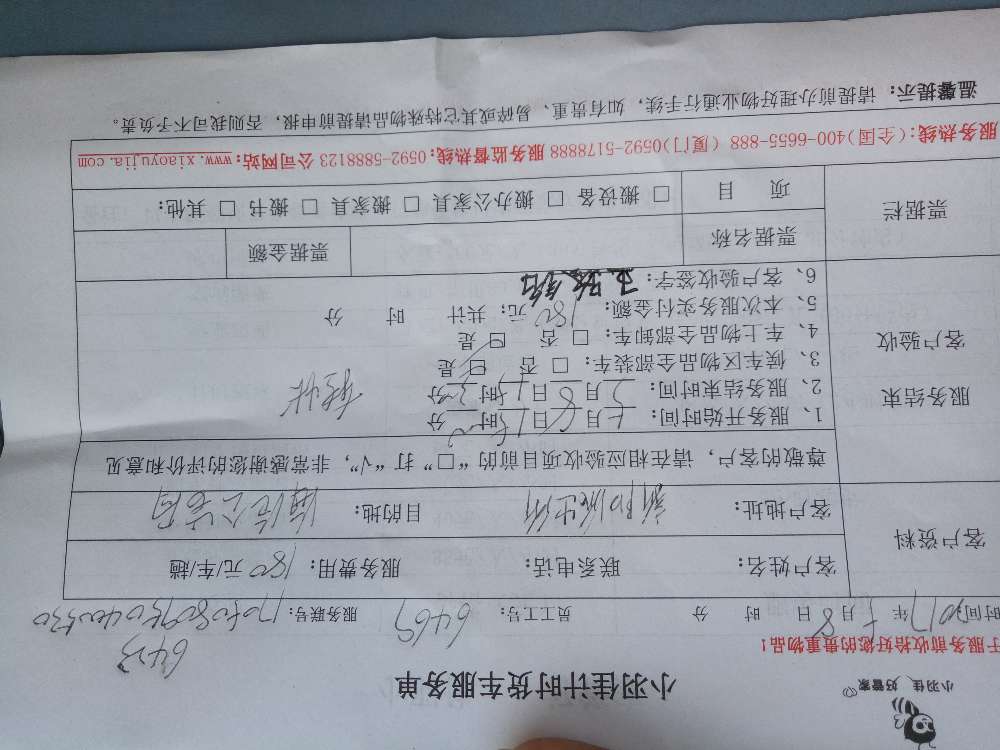 小羽佳 好管家
小羽佳计时货车服务单
于服务前收拾好您的贵重物品!
6423
时间:2017年 月8日 时 分 员工工号: 6469 服务联号:
客户资料
客户姓名: 联系电话: 服务费用: 180 元/车/趟
客户地址: 新阳派出所 目的地:
尊敬的客户,请在相应验收项目前的“□”打“√”,非常感谢您的评价和意见
服务结束
客户验收
1、服务开始时间: 月8日 时 分
2、服务结束时间: 月8日 时 分
3、候车区物品全部装车: □ 否 □ 是
4、车上物品全部卸车: □ 否 □ 是
5、本次服务实付金额: 180 元; 共计 时 分
6、客户验收签字:
票据栏
票据名称 票据金额
项 目 □ 搬设备 □ 搬办公家具 □ 搬家具 □ 搬书 □ 其他:
服务热线:(全国)400-6655-888 (厦门)0592-5178888 服务监督热线:0592-5888123 公司网站:www.xiaoyujia.com
温馨提示: 请提前办理好物业通行手续,如有贵重、易碎或其它特殊物品请提前申报,否则我司不予负责。